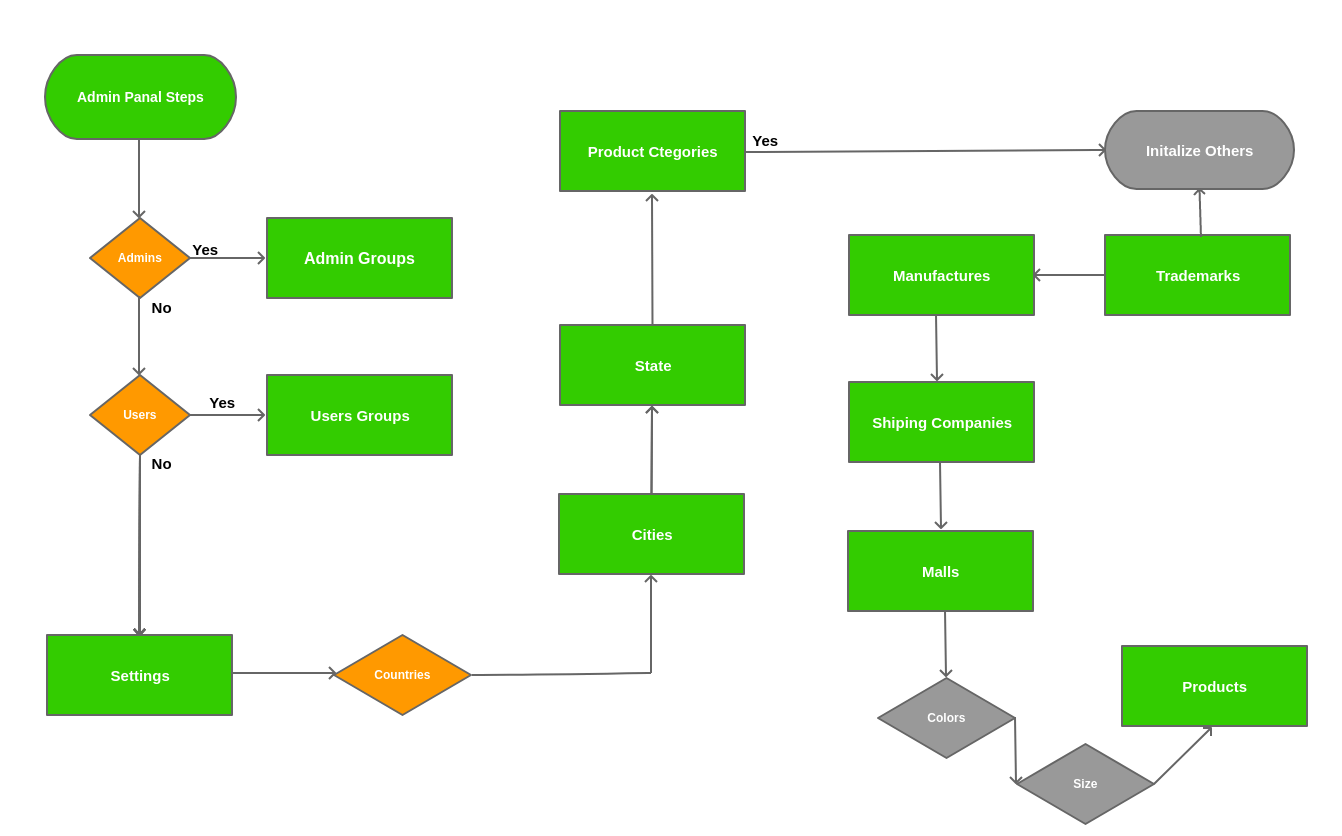 Admin Panal Steps
Admins
Yes
Admin Groups
No
Users
Yes
Users Groups
No
Settings
Countries
Cities
State
Product Ctegories
Yes
Initalize Others
Trademarks
Manufactures
Shiping Companies
Malls
Colors
Size
Products